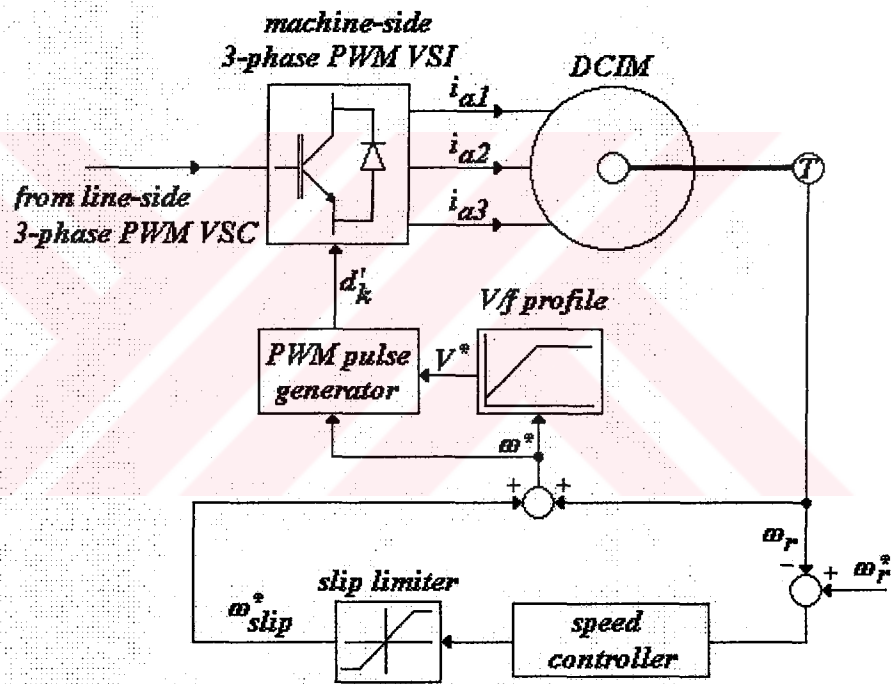 machine-side
3-phase PWM VSI
DCIM
i_a1
i_a2
i_a3
T
from line-side
3-phase PWM VSC
d'_k
V/f profile
PWM pulse
generator
V*
ω*
+ +
ω_r
− +
ω_r*
slip limiter
ω*_slip
speed
controller